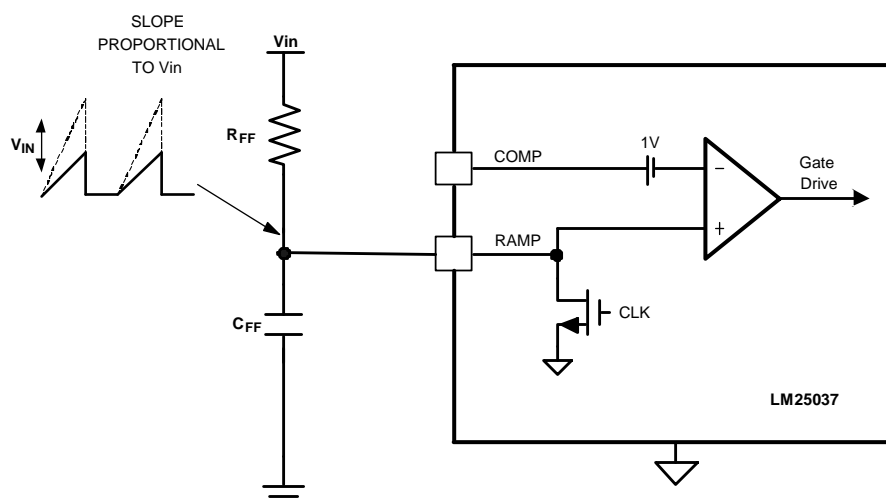 SLOPE
PROPORTIONAL
TO Vin
Vin
VIN
RFF
CFF
COMP
1V
Gate
Drive
RAMP
CLK
LM25037
−
+